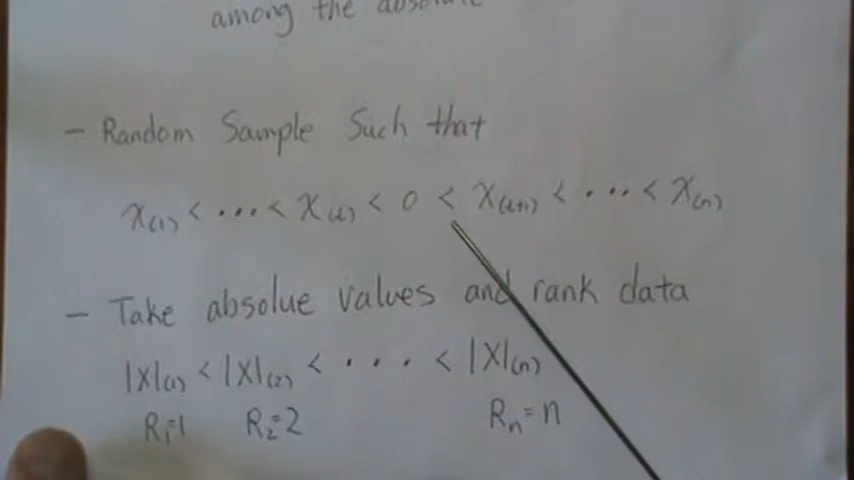 among the absolute
- Random Sample Such that
X(1) < ... < X(k) < 0 < X(k+1) < ... < X(n)
- Take absolue values and rank data
|X|(1) < |X|(2) < . . . < |X|(n)
R1=1 R2=2 Rn=n